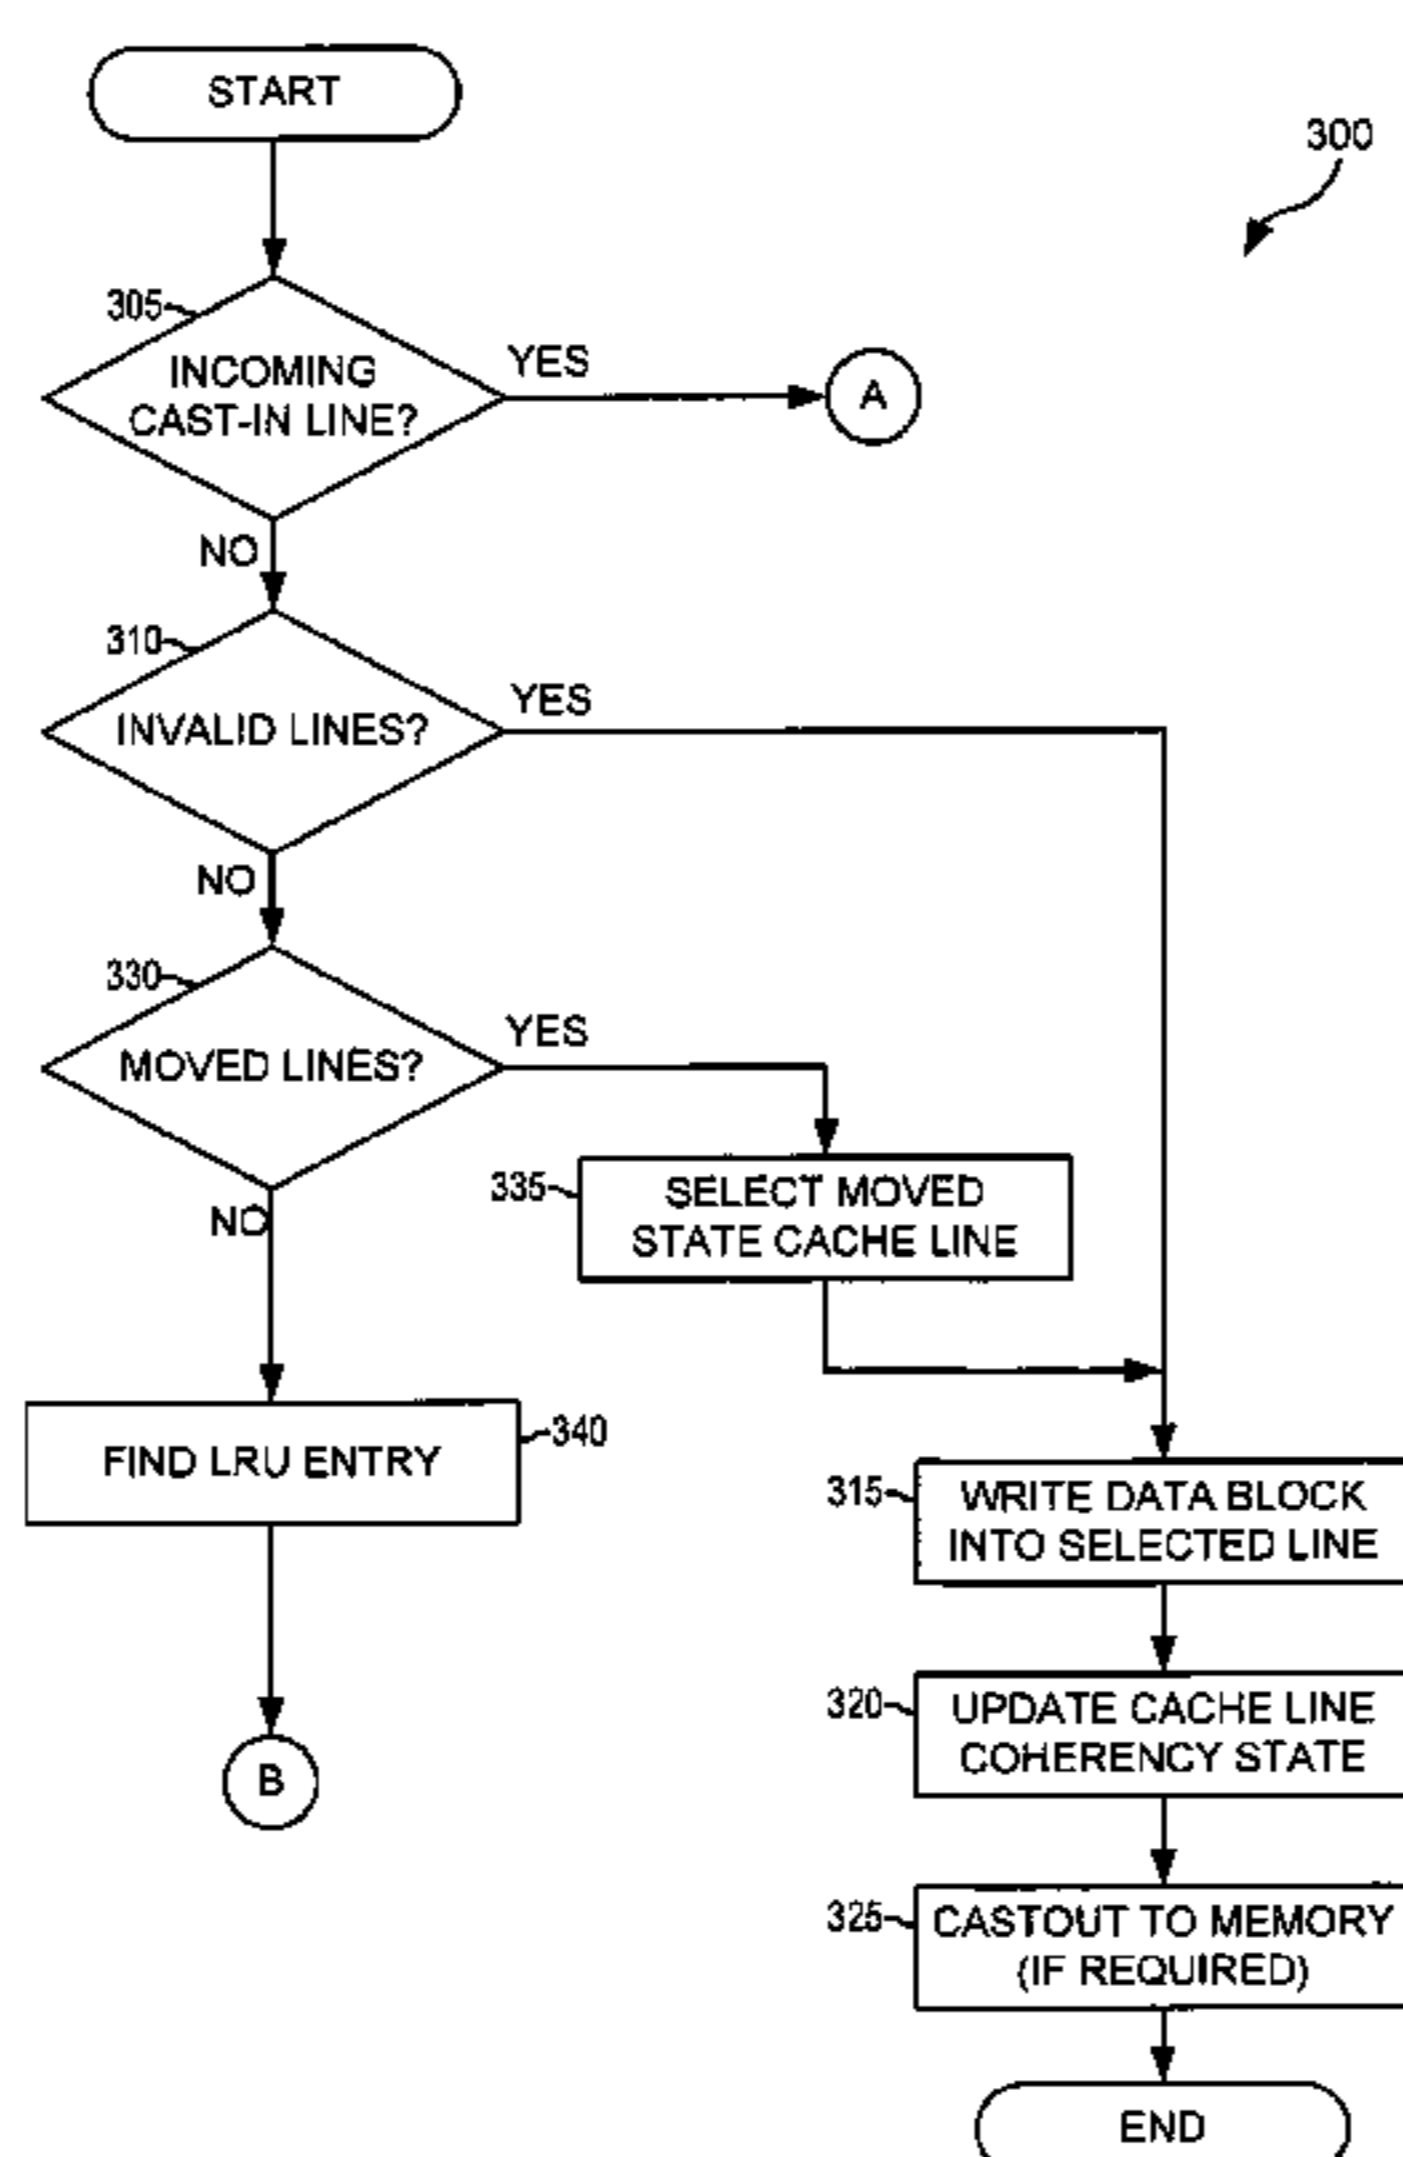 START
300
305
INCOMING
CAST-IN LINE?
YES
A
NO
310
INVALID LINES?
YES
NO
330
MOVED LINES?
YES
NO
335
SELECT MOVED
STATE CACHE LINE
FIND LRU ENTRY
340
B
315
WRITE DATA BLOCK
INTO SELECTED LINE
320
UPDATE CACHE LINE
COHERENCY STATE
325
CASTOUT TO MEMORY
(IF REQUIRED)
END